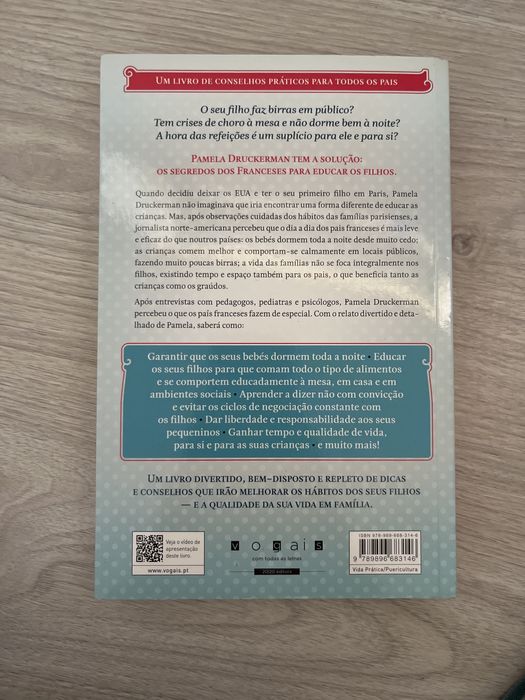 UM LIVRO DE CONSELHOS PRÁTICOS PARA TODOS OS PAIS
O seu filho faz birras em público?
Tem crises de choro à mesa e não dorme bem à noite?
A hora das refeições é um suplício para ele e para si?
PAMELA DRUCKERMAN TEM A SOLUÇÃO:
OS SEGREDOS DOS FRANCESES PARA EDUCAR OS FILHOS.
Quando decidiu deixar os EUA e ter o seu primeiro filho em Paris, Pamela
Druckerman não imaginava que iria encontrar uma forma diferente de educar as
crianças. Mas, após observações cuidadas dos hábitos das famílias parisienses, a
jornalista norte-americana percebeu que o dia a dia dos pais franceses é mais leve
e eficaz do que noutros países: os bebés dormem toda a noite desde muito cedo;
as crianças comem melhor e comportam-se calmamente em locais públicos,
fazendo muito poucas birras; a vida das famílias não se foca integralmente nos
filhos, existindo tempo e espaço também para os pais, o que beneficia tanto as
crianças como os graúdos.
Após entrevistas com pedagogos, pediatras e psicólogos, Pamela Druckerman
percebeu o que os pais franceses fazem de especial. Com o relato divertido e deta-
lhado de Pamela, saberá como:
Garantir que os seus bebés dormem toda a noite • Educar
os seus filhos para que comam todo o tipo de alimentos
e se comportem educadamente à mesa, em casa e em
ambientes sociais • Aprender a dizer não com convicção
e evitar os ciclos de negociação constante com
os filhos • Dar liberdade e responsabilidade aos seus
pequeninos • Ganhar tempo e qualidade de vida,
para si e para as suas crianças • e muito mais!
UM LIVRO DIVERTIDO, BEM-DISPOSTO E REPLETO DE DICAS
E CONSELHOS QUE IRÃO MELHORAR OS HÁBITOS DOS SEUS FILHOS
— E A QUALIDADE DA SUA VIDA EM FAMÍLIA.
Veja o vídeo de
apresentação
deste livro
www.vogais.pt
vogais
com todas as letras
20|20 editora
ISBN 978-989-668-314-6
9 789896 683146
Vida Prática/Puericultura